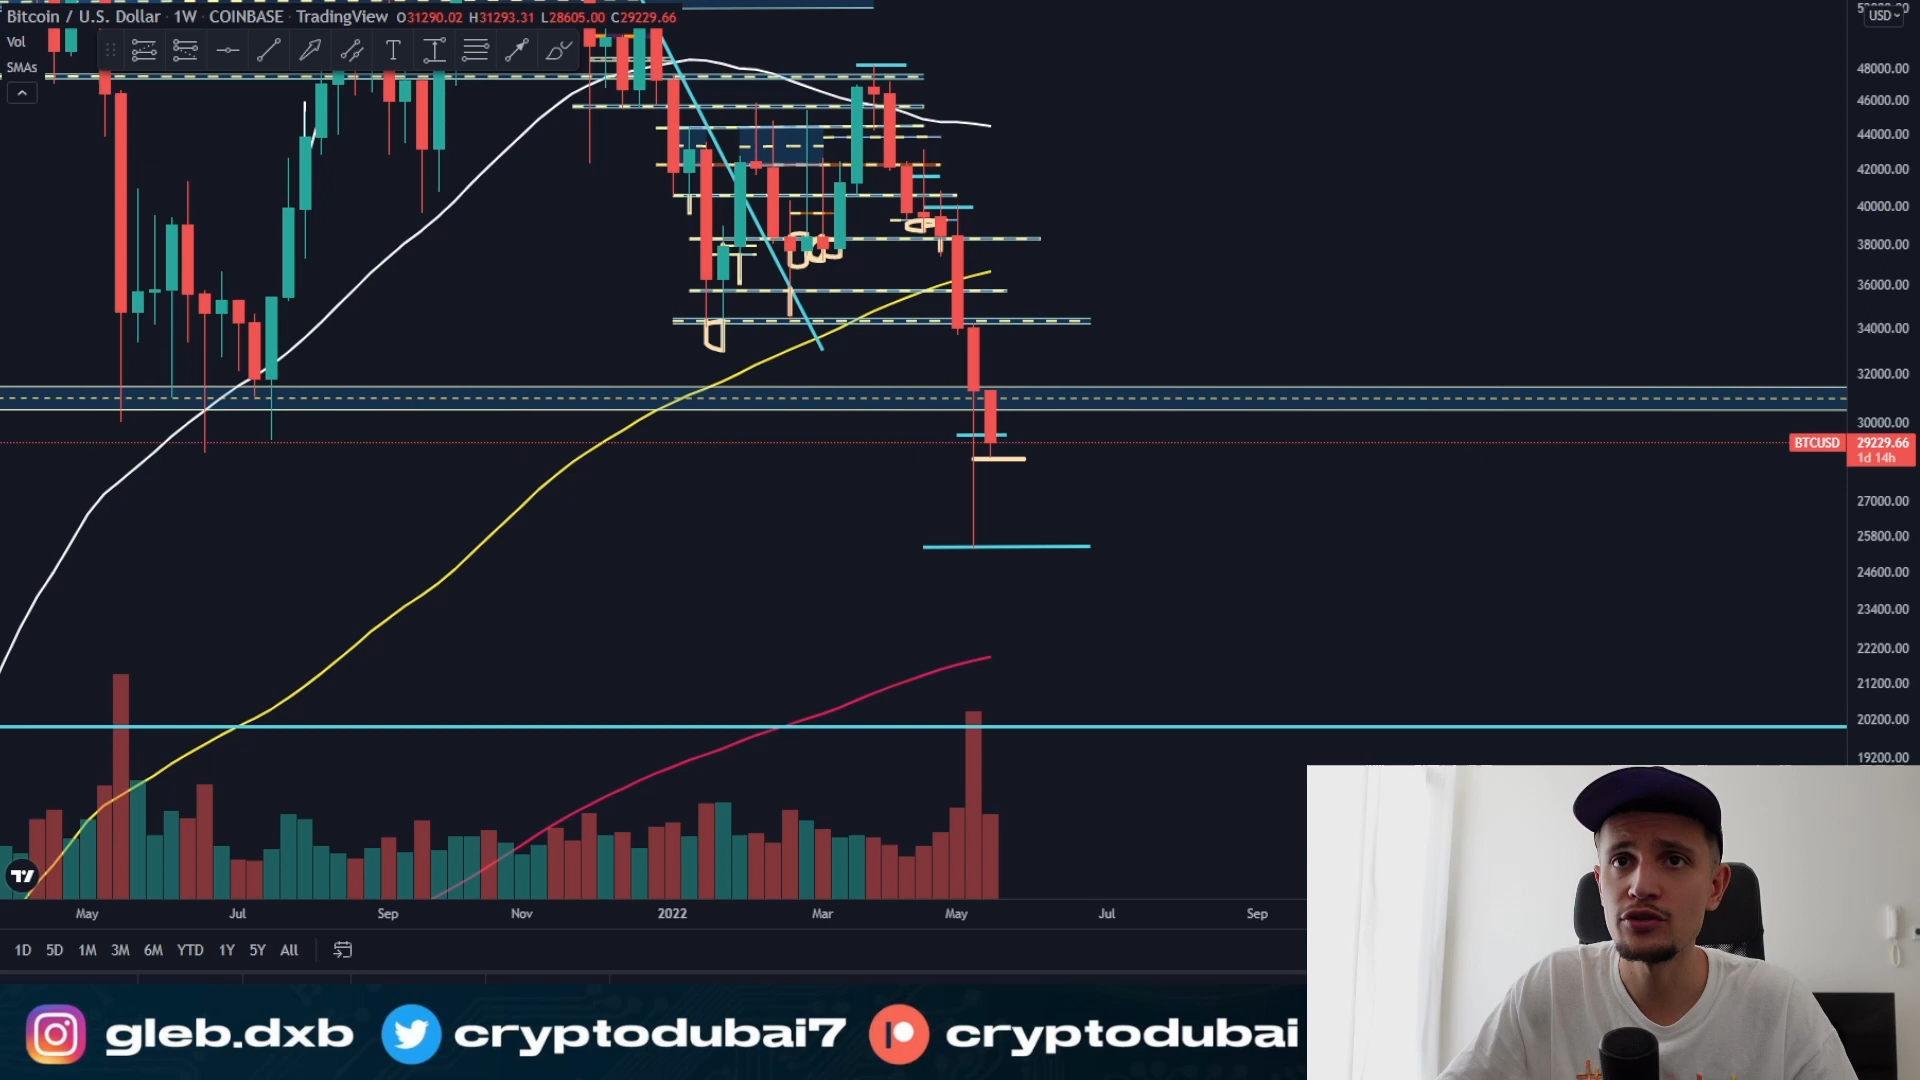 Bitcoin / U.S. Dollar · 1W · COINBASE · TradingView O31290.02 H31293.31 L28605.00 C29229.66
USD
Vol
SMAs
T
48000.00
46000.00
44000.00
42000.00
40000.00
38000.00
36000.00
34000.00
32000.00
30000.00
BTCUSD 29229.66
1d 14h
27000.00
25800.00
24600.00
23400.00
22200.00
21200.00
20200.00
19200.00
May Jul Sep Nov 2022 Mar May Jul Sep
1D 5D 1M 3M 6M YTD 1Y 5Y All
gleb.dxb cryptodubai7 cryptodubai